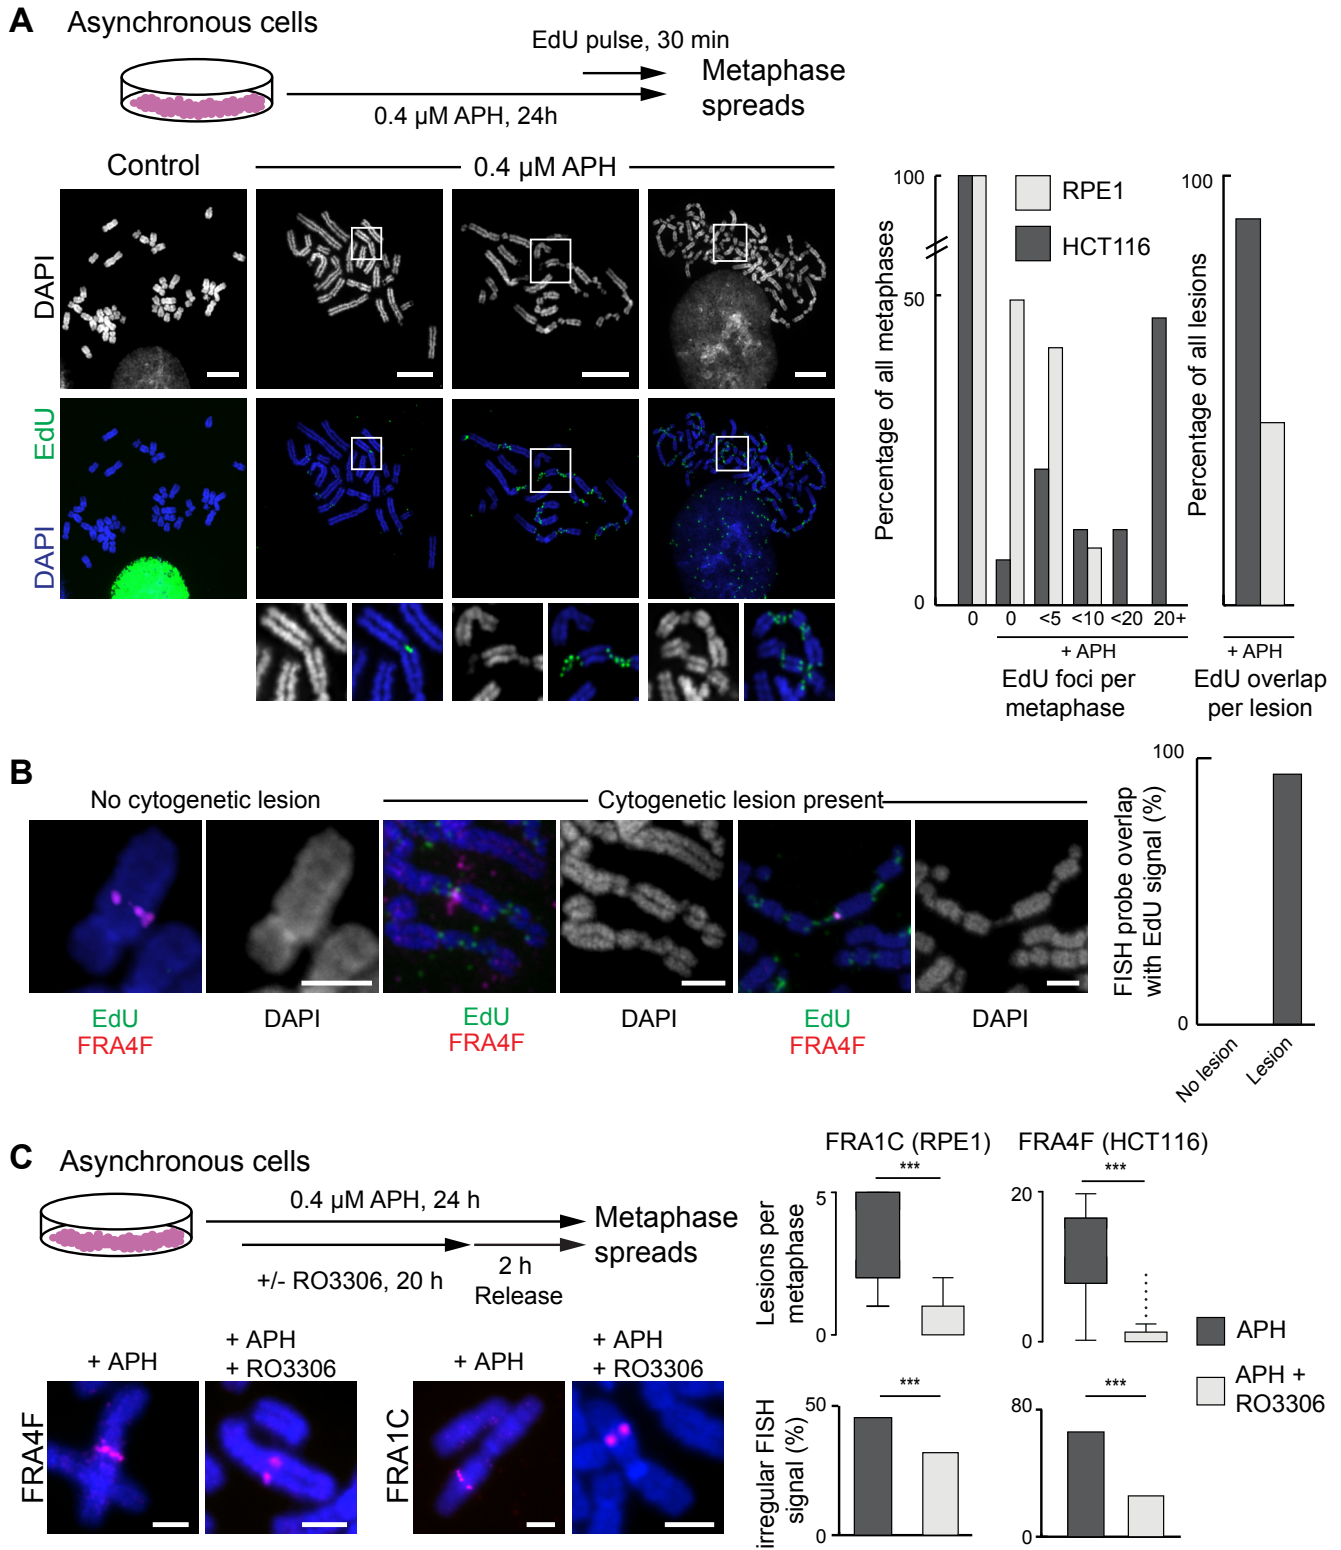 A
Asynchronous cells
EdU pulse, 30 min
0.4 µM APH, 24h
Metaphase
spreads
Control
0.4 µM APH
DAPI
DAPI EdU
100
50
0
Percentage of all metaphases
RPE1
HCT116
0 0 <5 <10 <20 20+
+ APH
EdU foci per
metaphase
100
Percentage of all lesions
+ APH
EdU overlap
per lesion
B
No cytogenetic lesion
Cytogenetic lesion present
EdU
FRA4F
DAPI
EdU
FRA4F
DAPI
EdU
FRA4F
DAPI
100
0
FISH probe overlap
with EdU signal (%)
No lesion
Lesion
C
Asynchronous cells
0.4 µM APH, 24 h
+/- RO3306, 20 h
2 h
Release
Metaphase
spreads
FRA4F
+ APH
+ APH
+ RO3306
FRA1C
+ APH
+ APH
+ RO3306
FRA1C (RPE1)
***
5
0
Lesions per
metaphase
FRA4F (HCT116)
***
20
0
APH
APH +
RO3306
***
50
0
irregular FISH
signal (%)
***
80
0